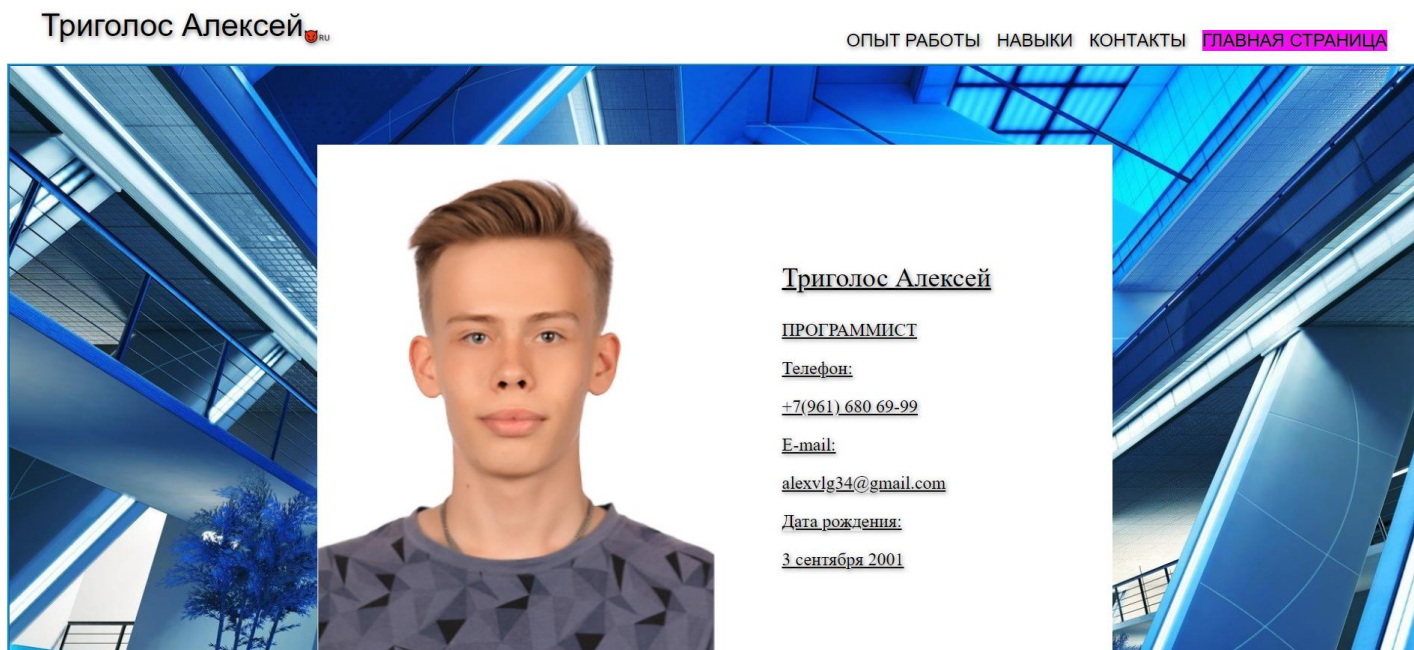 Триголос Алексей
RU
ОПЫТ РАБОТЫ НАВЫКИ КОНТАКТЫ ГЛАВНАЯ СТРАНИЦА
Триголос Алексей
ПРОГРАММИСТ
Телефон:
+7(961) 680 69-99
E-mail:
alexvlg34@gmail.com
Дата рождения:
3 сентября 2001